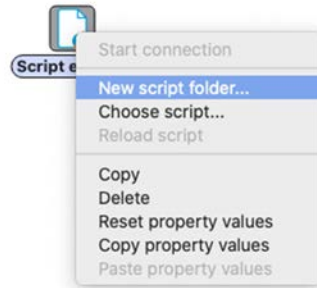 Script e
Start connection
New script folder...
Choose script...
Reload script
Copy
Delete
Reset property values
Copy property values
Paste property values